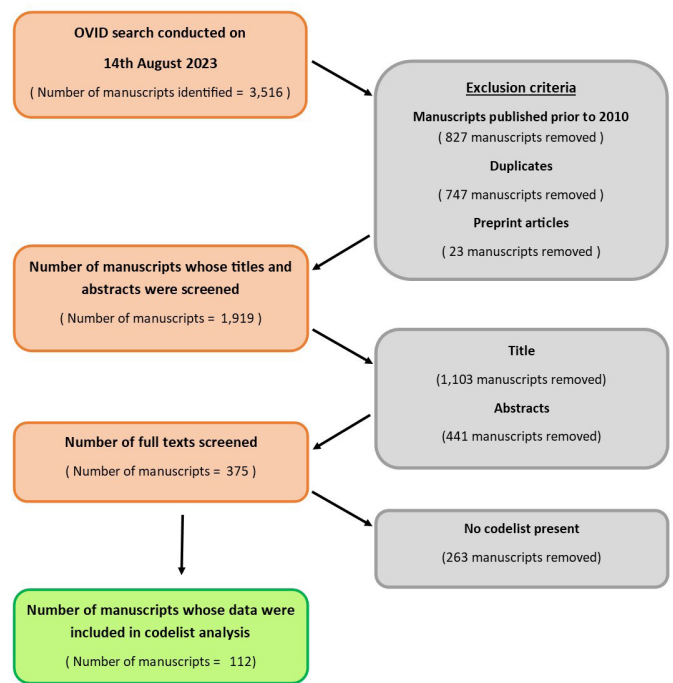 OVID search conducted on
14th August 2023
( Number of manuscripts identified = 3,516 )
Exclusion criteria
Manuscripts published prior to 2010
( 827 manuscripts removed )
Duplicates
( 747 manuscripts removed )
Preprint articles
( 23 manuscripts removed )
Number of manuscripts whose titles and
abstracts were screened
( Number of manuscripts = 1,919 )
Title
(1,103 manuscripts removed)
Abstracts
(441 manuscripts removed)
Number of full texts screened
( Number of manuscripts = 375 )
No codelist present
(263 manuscripts removed)
Number of manuscripts whose data were
included in codelist analysis
( Number of manuscripts = 112)